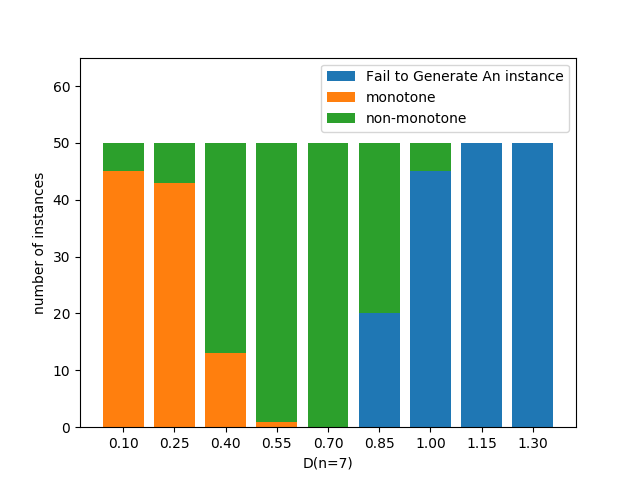 Fail to Generate An instance
monotone
non-monotone
60
50
40
30
20
10
0
number of instances
0.10 0.25 0.40 0.55 0.70 0.85 1.00 1.15 1.30
D(n=7)